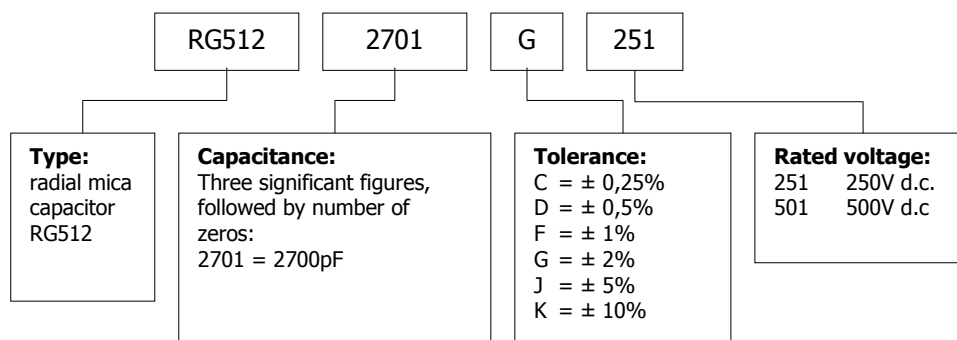 RG512 2701 G 251
Type:
radial mica
capacitor
RG512
Capacitance:
Three significant figures,
followed by number of
zeros:
2701 = 2700pF
Tolerance:
C = ± 0,25%
D = ± 0,5%
F = ± 1%
G = ± 2%
J = ± 5%
K = ± 10%
Rated voltage:
251 250V d.c.
501 500V d.c